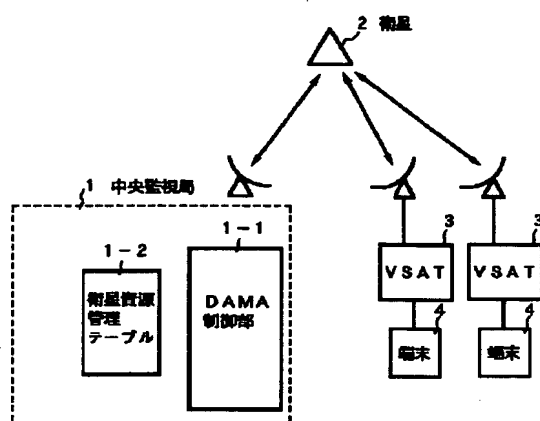 2 衛星
1 中央監視局
1-2
衛星資源
管理
テーブル
1-1
DAMA
制御部
3
VSAT
4
端末
3
VSAT
4
端末